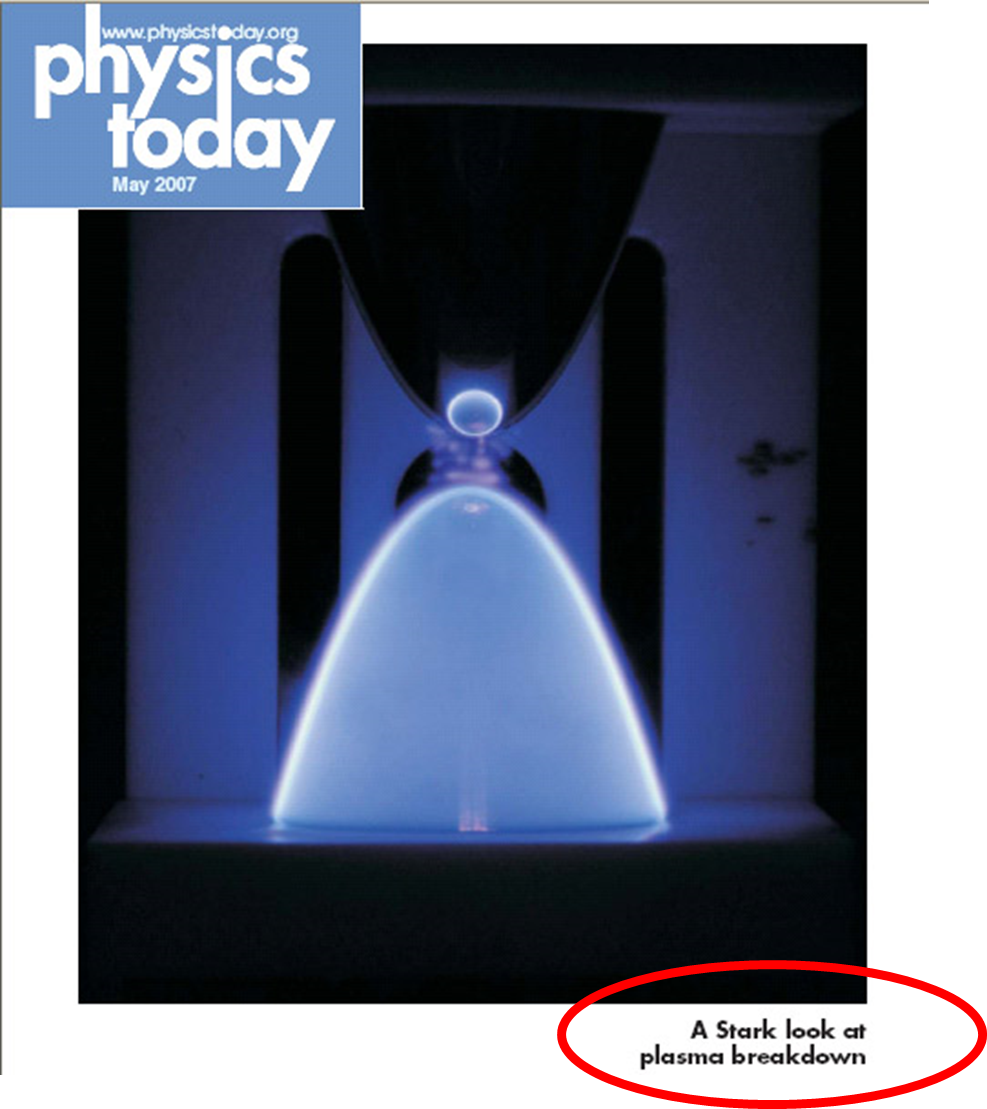 www.physicstoday.org
physics
today
May 2007
A Stark look at
plasma breakdown